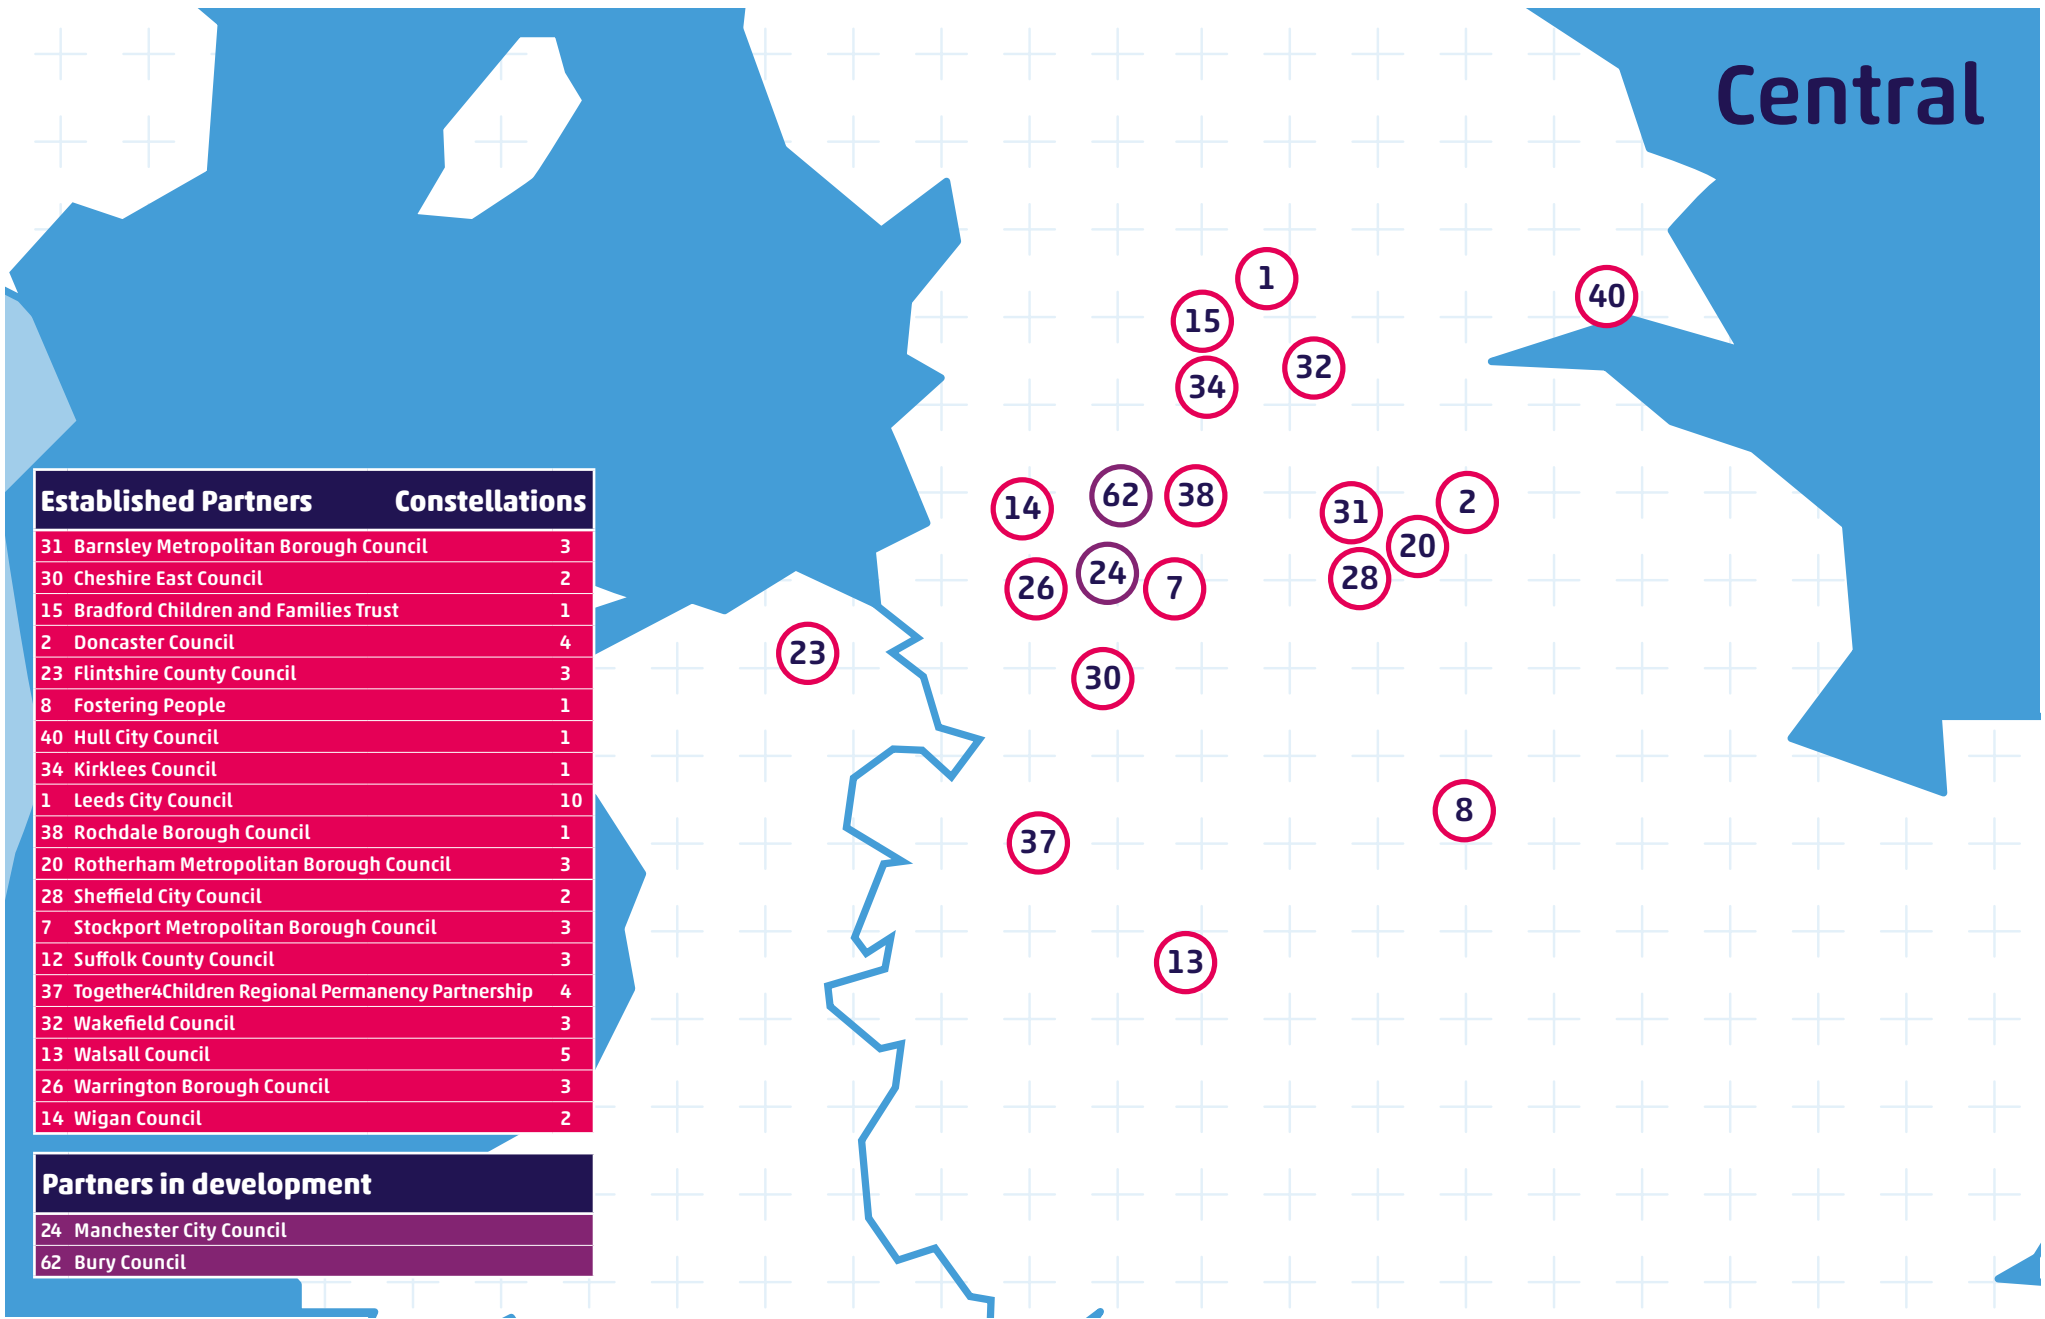 Central
1
40
15
32
34
62
38
14
31
2
20
24
26
7
28
23
30
8
37
13
Established Partners Constellations
31 Barnsley Metropolitan Borough Council 3
30 Cheshire East Council 2
15 Bradford Children and Families Trust 1
2 Doncaster Council 4
23 Flintshire County Council 3
8 Fostering People 1
40 Hull City Council 1
34 Kirklees Council 1
1 Leeds City Council 10
38 Rochdale Borough Council 1
20 Rotherham Metropolitan Borough Council 3
28 Sheffield City Council 2
7 Stockport Metropolitan Borough Council 3
12 Suffolk County Council 3
37 Together4Children Regional Permanency Partnership 4
32 Wakefield Council 3
13 Walsall Council 5
26 Warrington Borough Council 3
14 Wigan Council 2
Partners in development
24 Manchester City Council
62 Bury Council